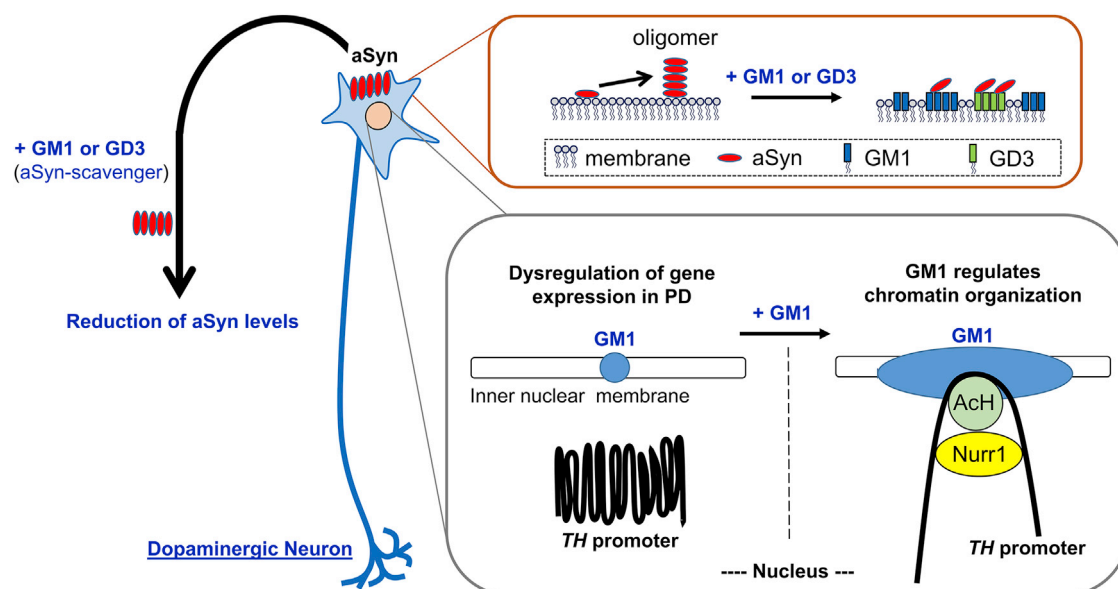 aSyn
+ GM1 or GD3
(aSyn-scavenger)
Reduction of aSyn levels
Dopaminergic Neuron
oligomer
+ GM1 or GD3
membrane
aSyn
GM1
GD3
Dysregulation of gene
expression in PD
GM1
Inner nuclear membrane
TH promoter
+ GM1
---- Nucleus ---
GM1 regulates
chromatin organization
GM1
AcH
Nurr1
TH promoter